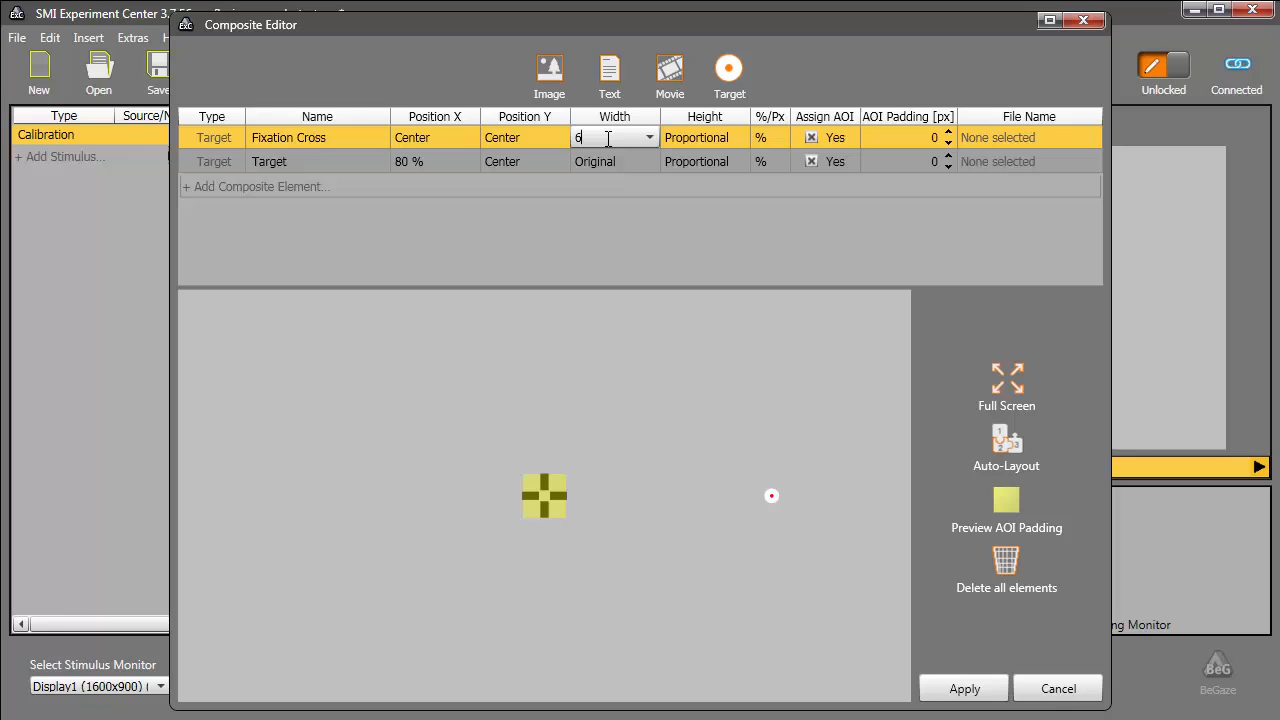 SMI Experiment Center 3.7
File Edit Insert Extras
New Open Save
Type Source/N
Calibration
+ Add Stimulus...
Select Stimulus Monitor
Display1 (1600x900) (
Composite Editor
Image Text Movie Target
Type Name Position X Position Y Width Height %/Px Assign AOI AOI Padding [px] File Name
Target Fixation Cross Center Center 6 Proportional % Yes 0 None selected
Target Target 80 % Center Original Proportional % Yes 0 None selected
+ Add Composite Element...
Full Screen
1 2 3
Auto-Layout
Preview AOI Padding
Delete all elements
Apply Cancel
Unlocked Connected
ng Monitor
BeG
BeGaze